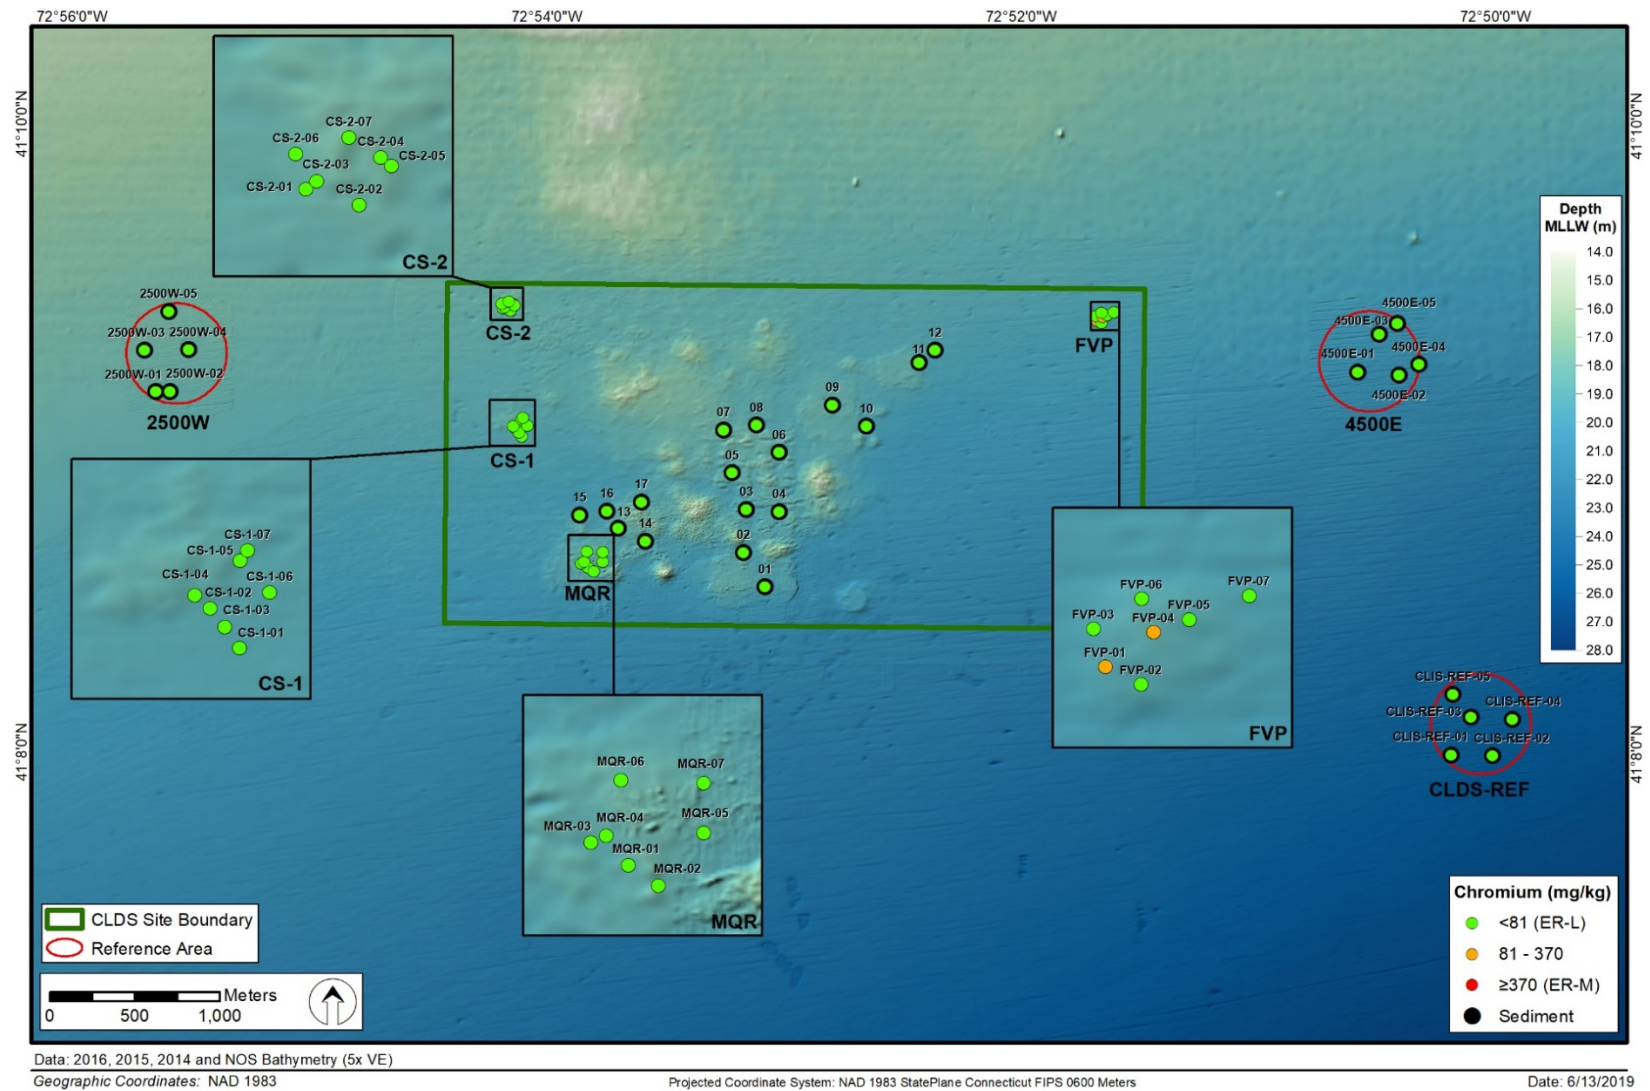 72°56'0"W
72°54'0"W
72°52'0"W
72°50'0"W
41°10'0"N
41°10'0"N
CS-2-07
CS-2-06
CS-2-04
CS-2-05
CS-2-03
CS-2-01
CS-2-02
CS-2
Depth
MLLW (m)
14.0
15.0
16.0
17.0
18.0
19.0
20.0
21.0
22.0
23.0
24.0
25.0
26.0
27.0
28.0
2500W-05
2500W-03
2500W-04
2500W-01
2500W-02
2500W
CS-2
CS-1
FVP
12
11
09
10
07
08
06
05
03
04
02
01
15
16
17
13
14
MQR
4500E-05
4500E-03
4500E-01
4500E-04
4500E-02
4500E
CS-1-07
CS-1-05
CS-1-04
CS-1-06
CS-1-02
CS-1-03
CS-1-01
CS-1
FVP-06
FVP-07
FVP-03
FVP-05
FVP-04
FVP-01
FVP-02
FVP
CLIS-REF-05
CLIS-REF-04
CLIS-REF-03
CLIS-REF-01
CLIS-REF-02
CLDS-REF
41°8'0"N
41°8'0"N
MQR-06
MQR-07
MQR-03
MQR-04
MQR-05
MQR-01
MQR-02
MQR
CLDS Site Boundary
Reference Area
Meters
0 500 1,000
Chromium (mg/kg)
<81 (ER-L)
81 - 370
≥370 (ER-M)
Sediment
Data: 2016, 2015, 2014 and NOS Bathymetry (5x VE)
Geographic Coordinates: NAD 1983
Projected Coordinate System: NAD 1983 StatePlane Connecticut FIPS 0600 Meters
Date: 6/13/2019